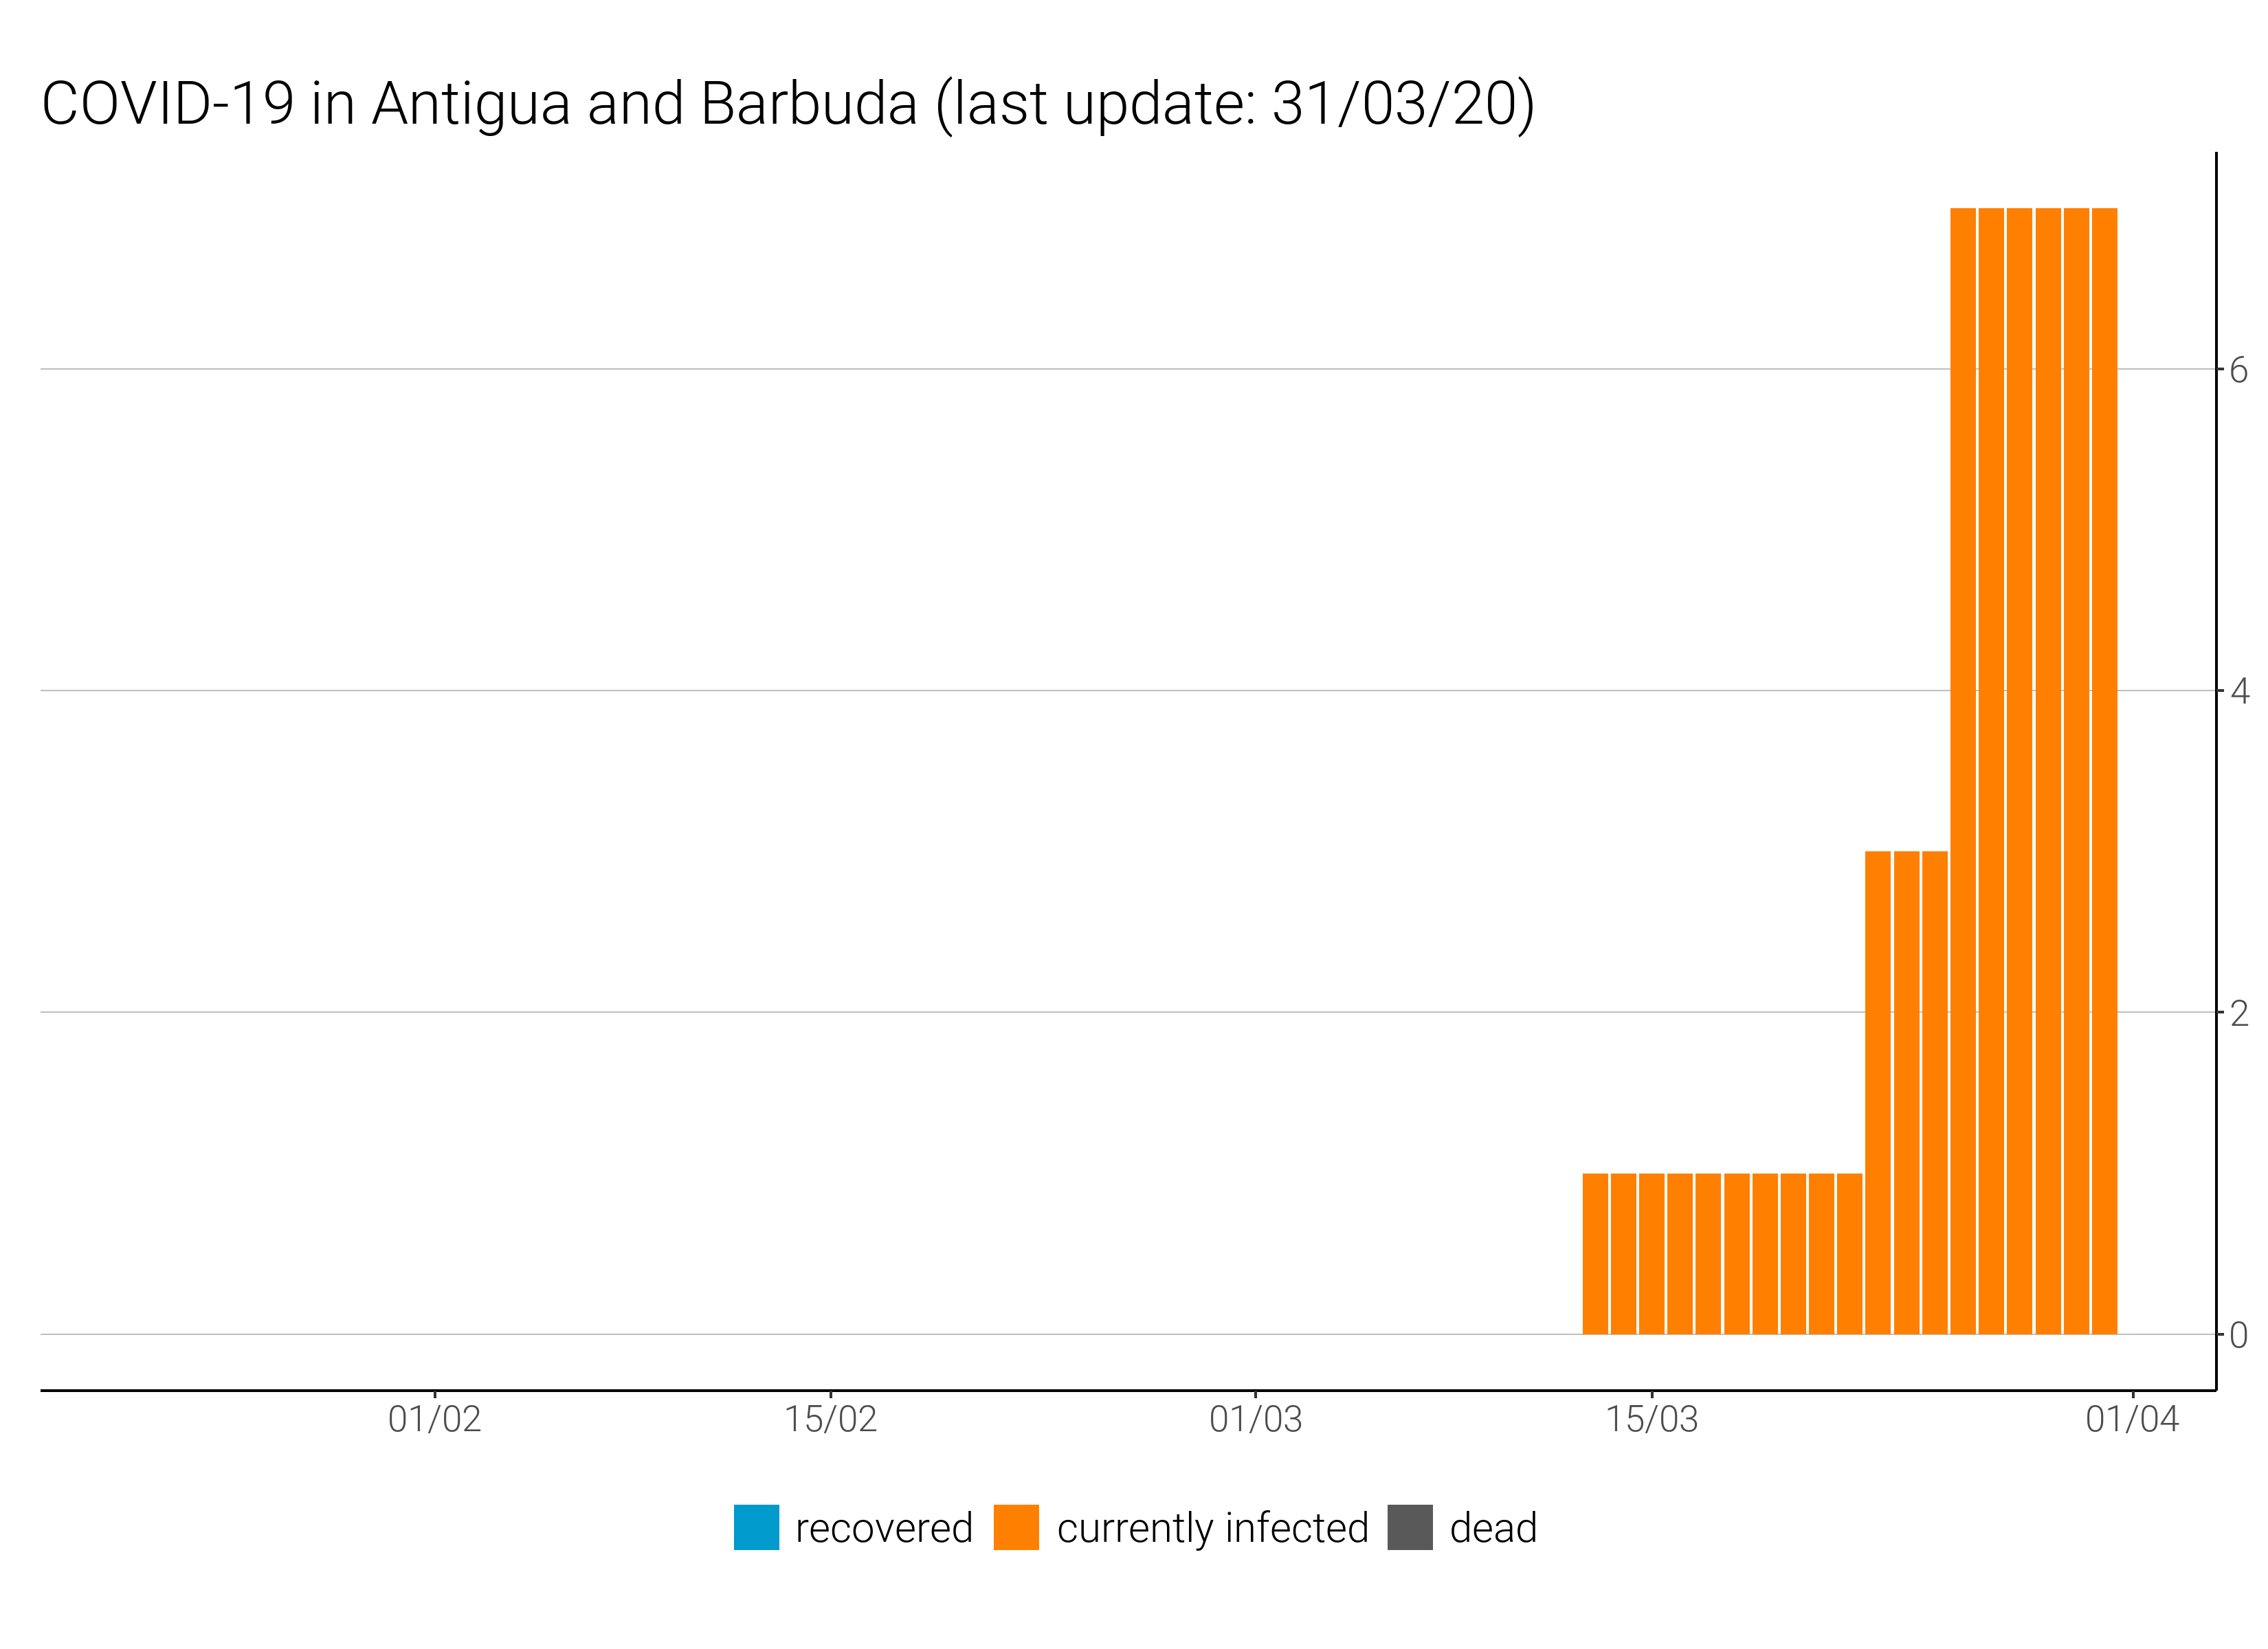 COVID-19 in Antigua and Barbuda (last update: 31/03/20)
6
4
2
0
01/02 15/02 01/03 15/03 01/04
recovered currently infected dead